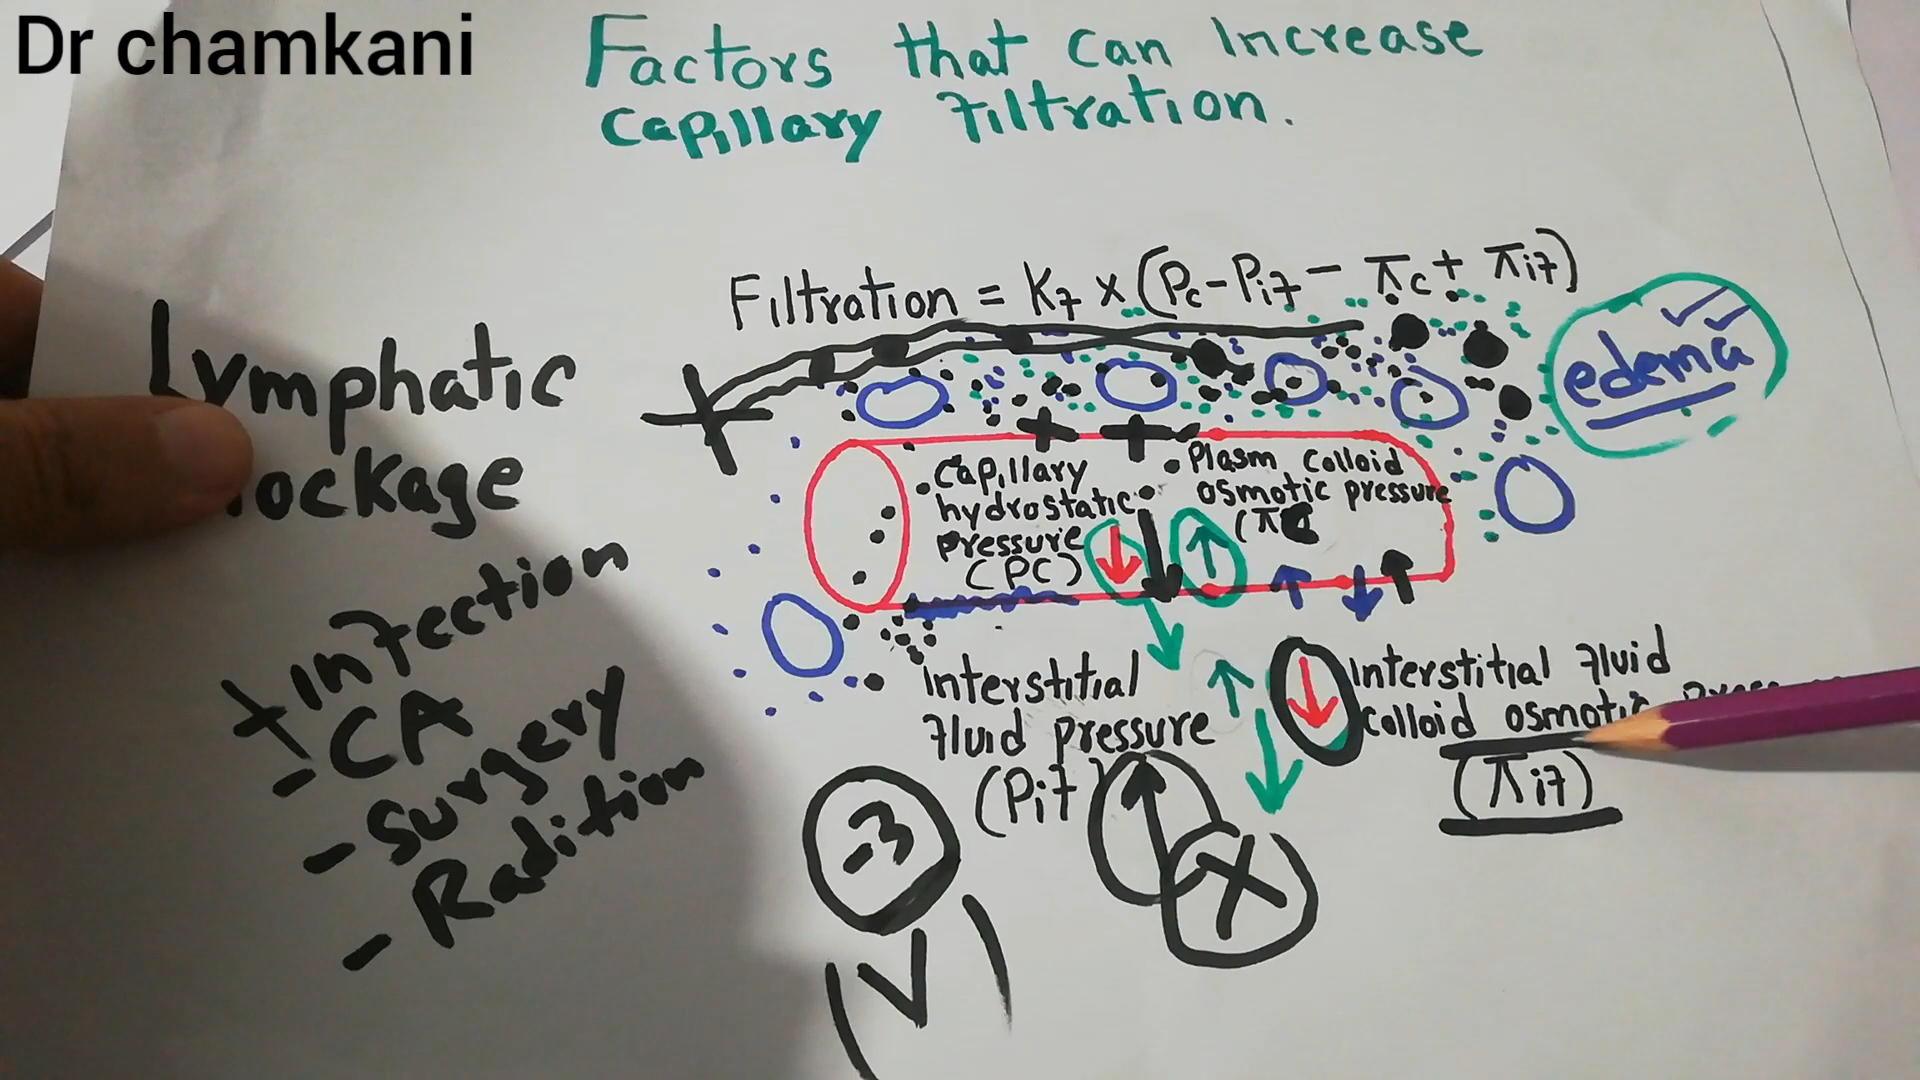 Dr chamkani
Factors that can Increase
Capillary filtration.
Filtration = Kf × (Pc - Pif - πc + πif)
edema
Lymphatic
lockage
Capillary
hydrostatic
pressure
(PC)
Plasm Colloid
osmotic pressure
Infection
- CA
- surgery
- Radition
Interstitial
fluid pressure
(Pif)
-3
Interstitial fluid
Colloid osmotic
(πif)